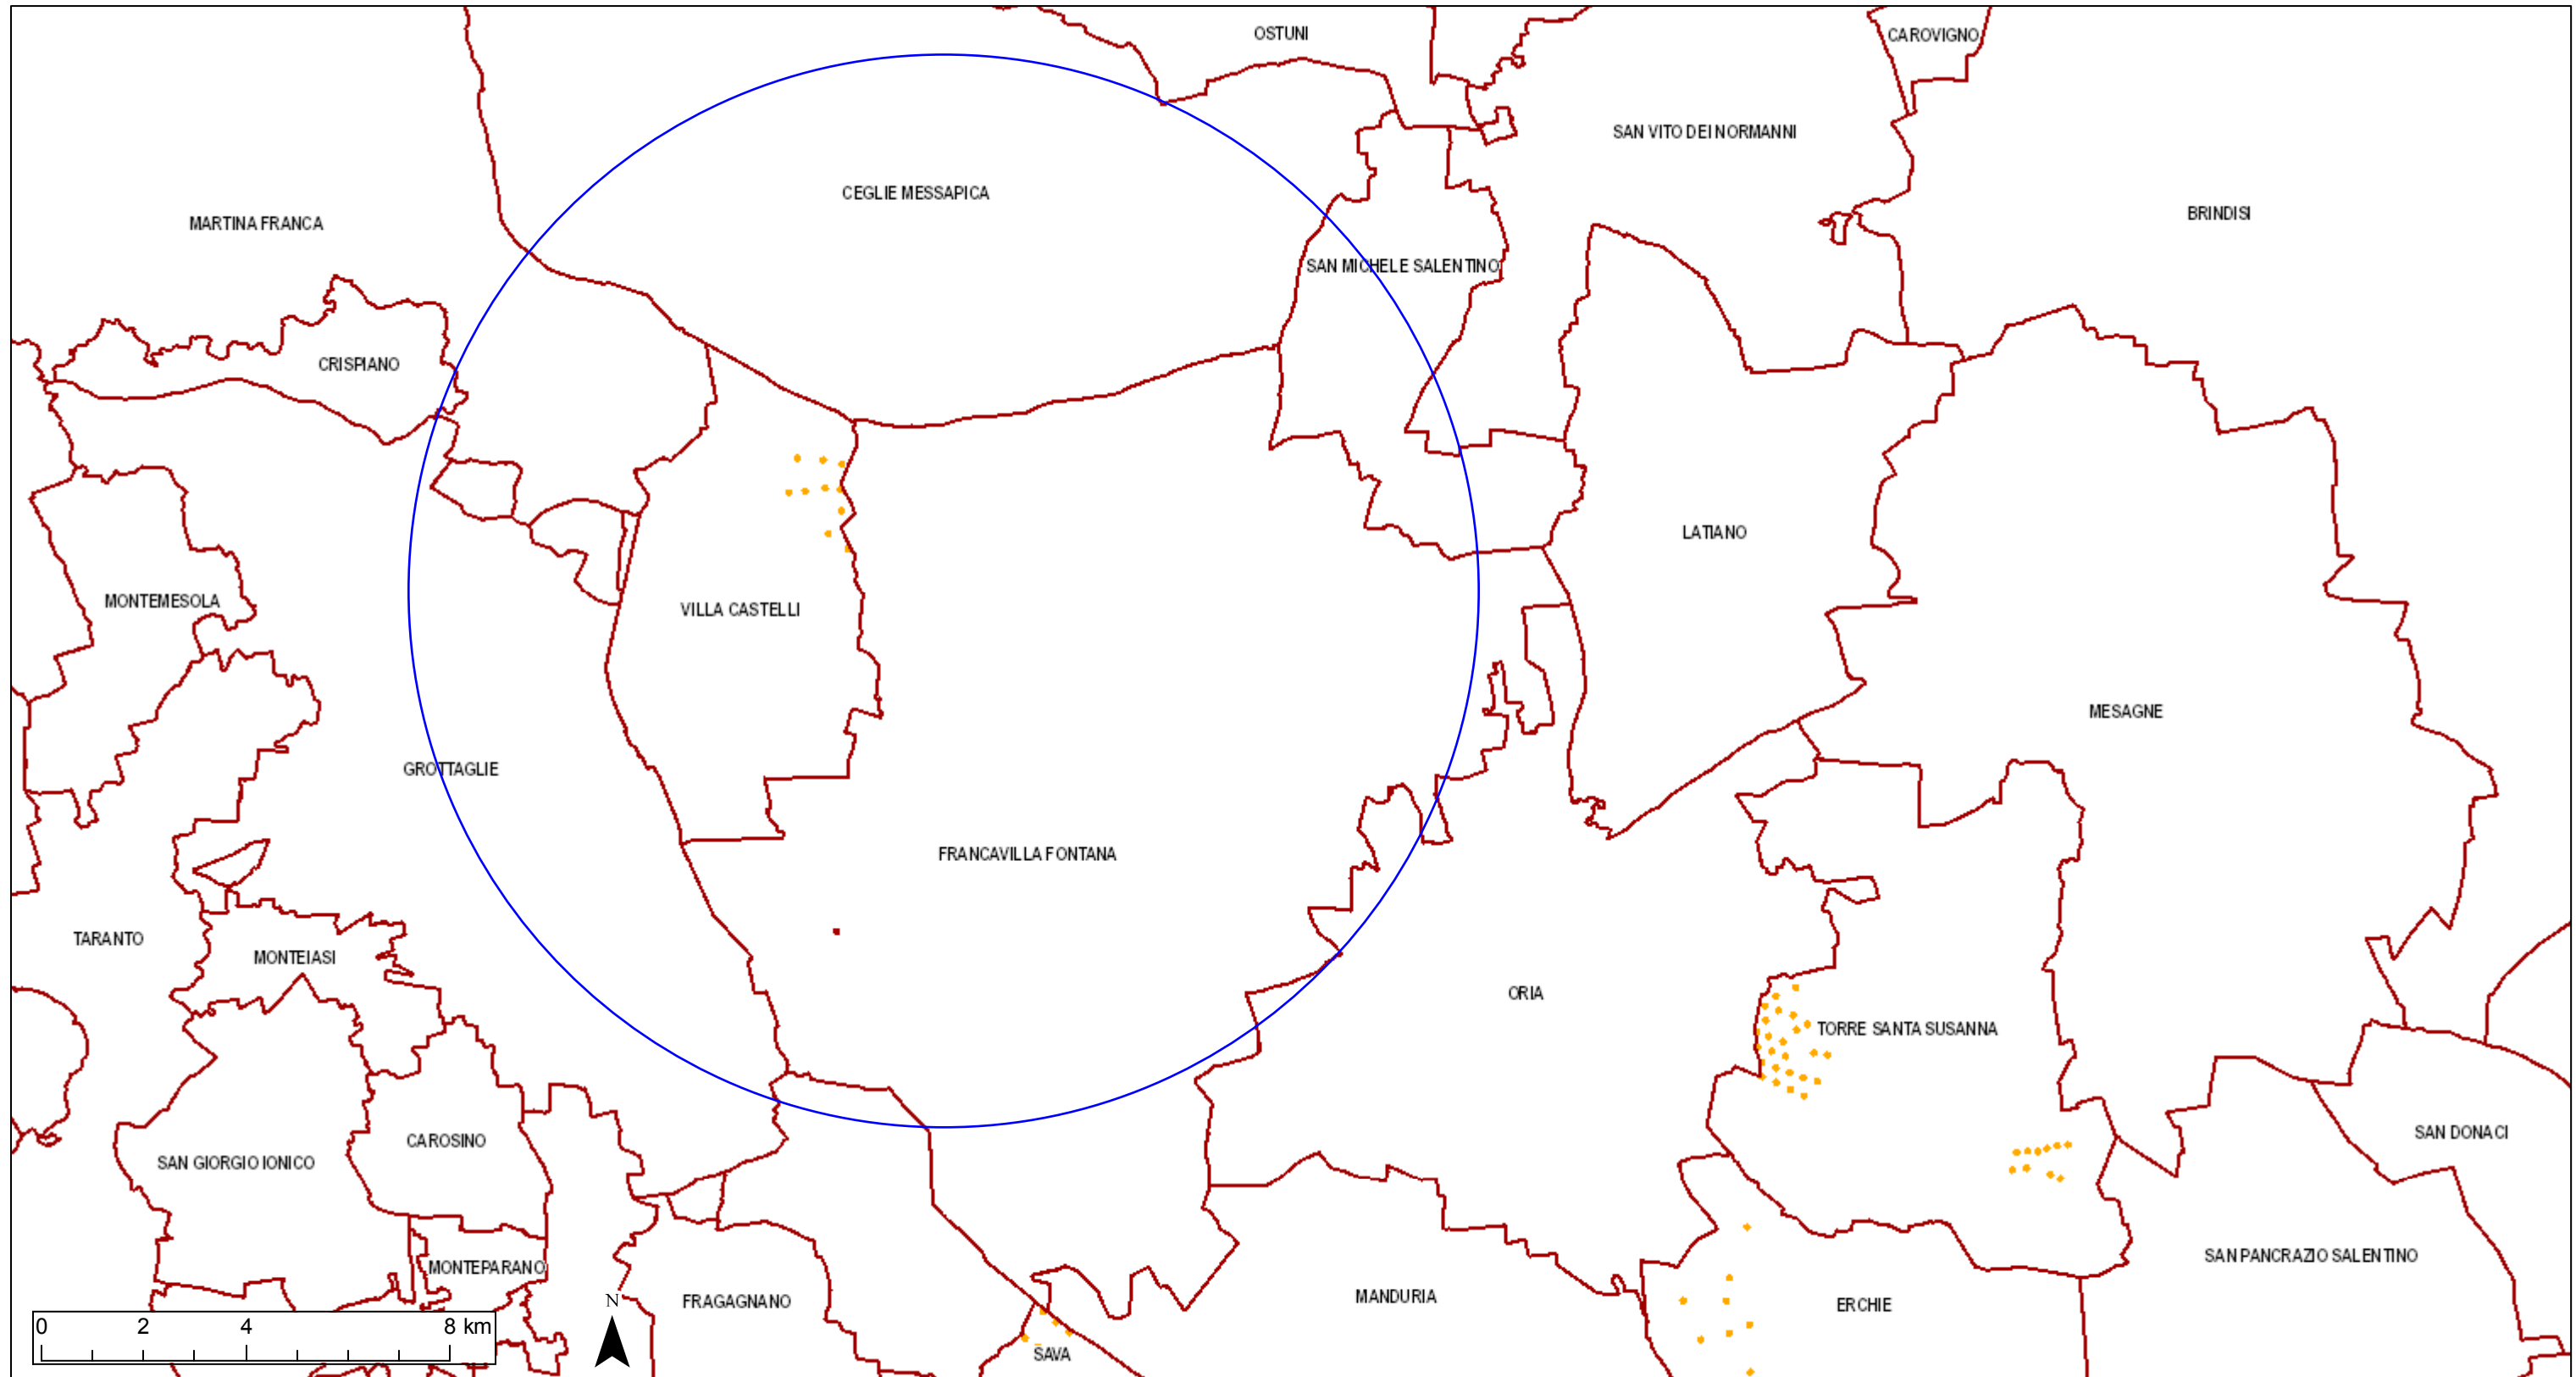 OSTUNI
CAROVIGNO
SAN VITO DEI NORMANNI
CEGLIE MESSAPICA
BRINDISI
MARTINA FRANCA
SAN MICHELE SALENTINO
CRISPIANO
LATIANO
MONTEMESOLA
VILLA CASTELLI
MESAGNE
GROTTAGLIE
FRANCAVILLA FONTANA
TARANTO
MONTEIASI
ORIA
TORRE SANTA SUSANNA
SAN DONACI
CAROSINO
SAN GIORGIO IONICO
SAN PANCRAZIO SALENTINO
MONTEPARANO
MANDURIA
FRAGAGNANO
N
ERCHIE
0 2 4 8 km
SAVA